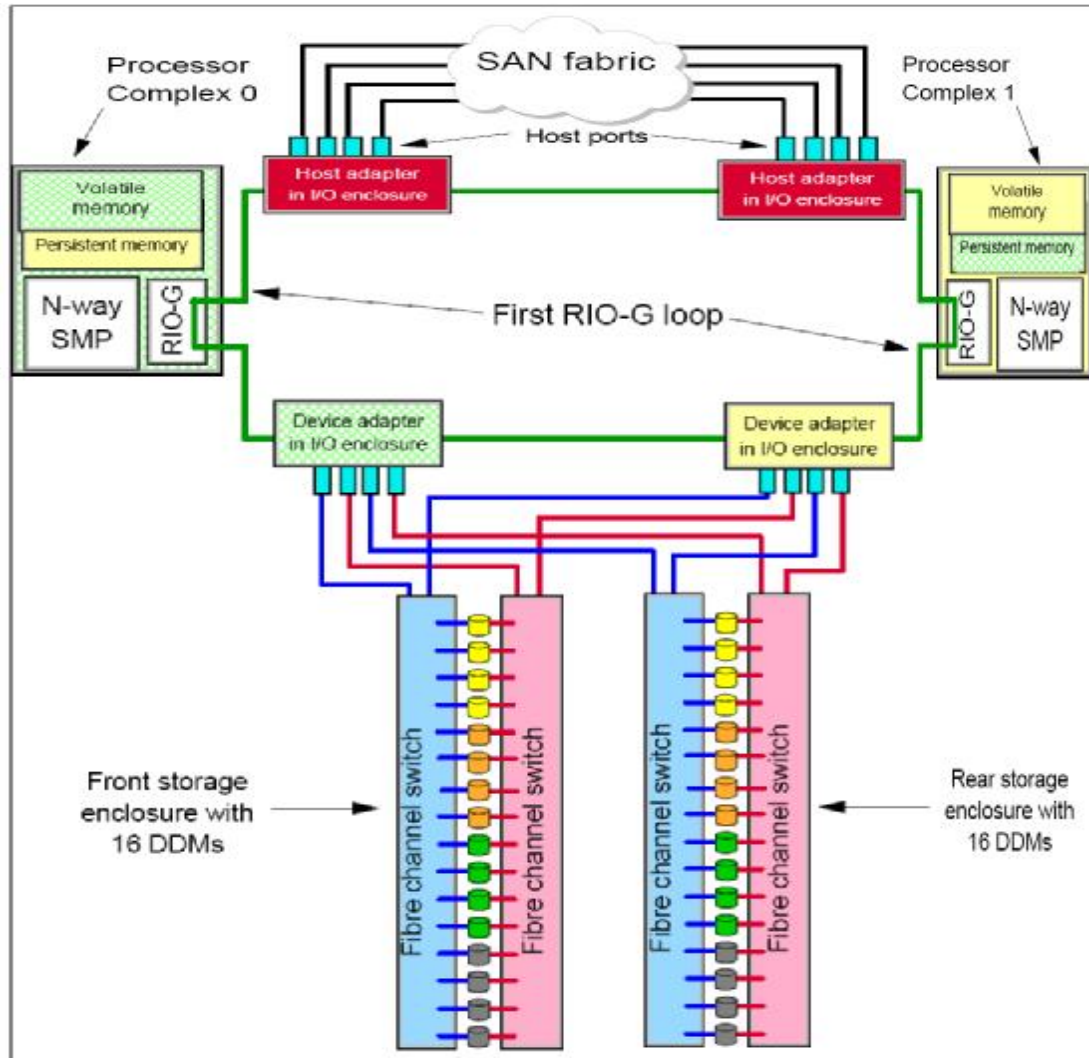 SAN fabric
Processor
Complex 0
Processor
Complex 1
Host ports
Host adapter
in I/O enclosure
Host adapter
in I/O enclosure
Volatile
memory
Persistent memory
N-way
SMP
RIO-G
Volatile
memory
Persistent memory
RIO-G
N-way
SMP
First RIO-G loop
Device adapter
in I/O enclosure
Device adapter
in I/O enclosure
Front storage
enclosure with
16 DDMs
Fibre channel switch
Fibre channel switch
Fibre channel switch
Fibre channel switch
Rear storage
enclosure with
16 DDMs